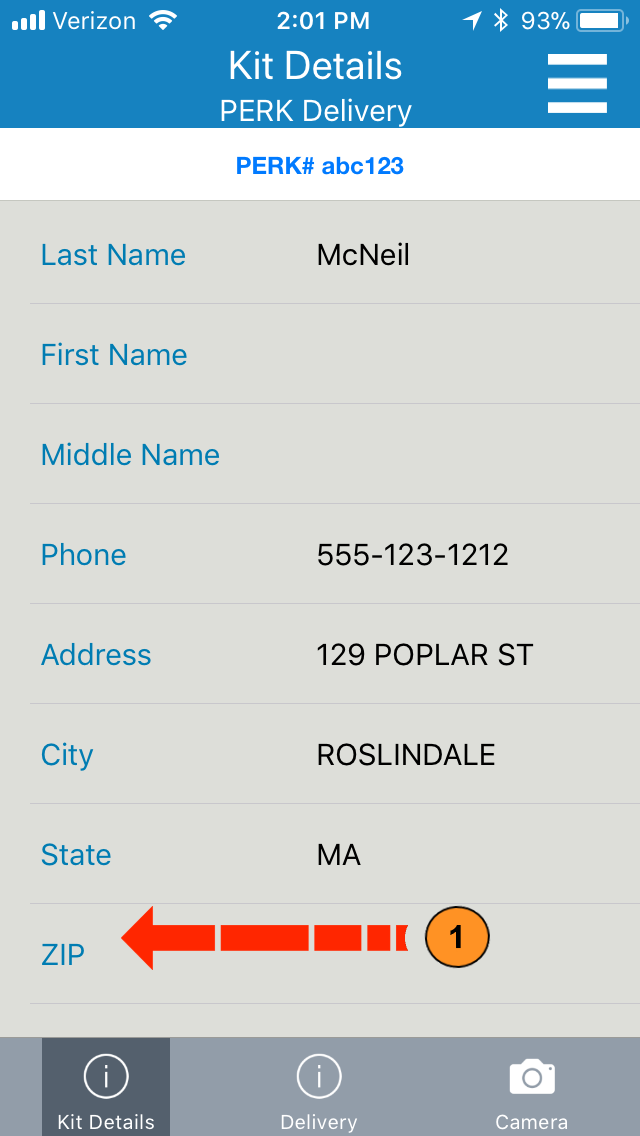 Verizon 2:01 PM 93%
Kit Details
PERK Delivery
PERK# abc123
Last Name McNeil
First Name
Middle Name
Phone 555-123-1212
Address 129 POPLAR ST
City ROSLINDALE
State MA
ZIP 1
Kit Details Delivery Camera